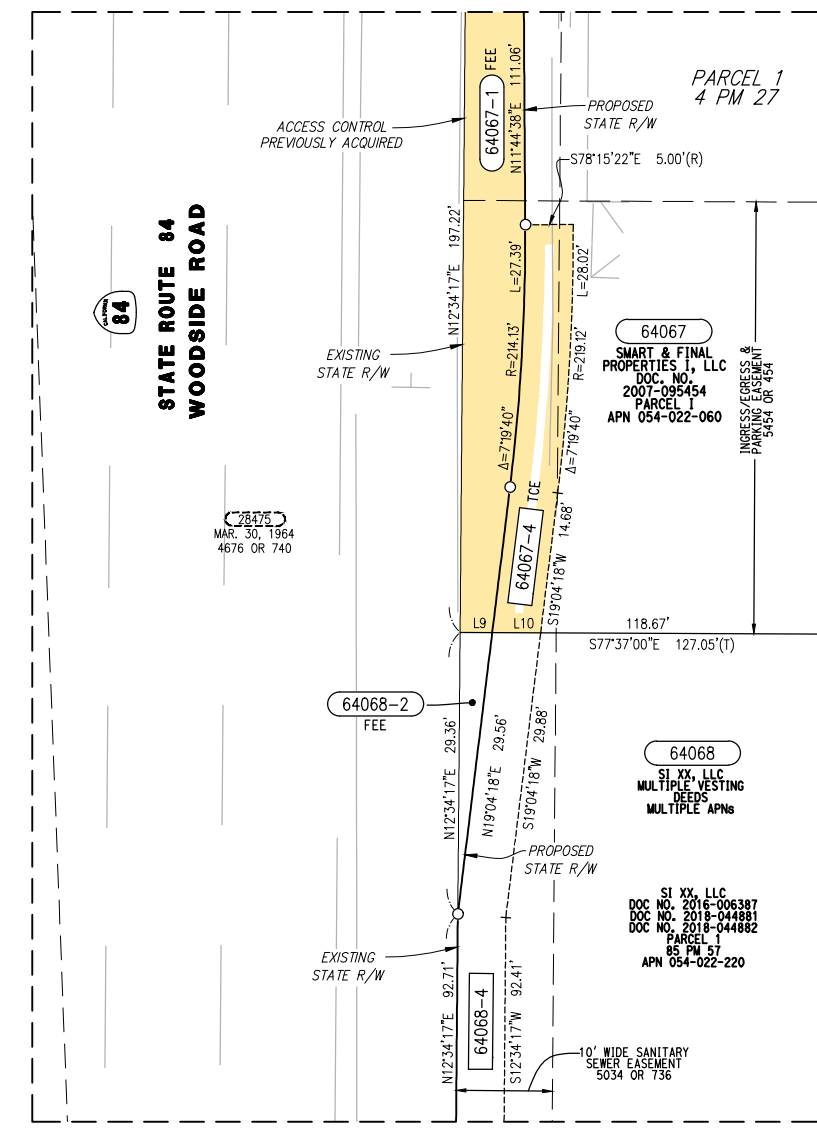 PARCEL 1
4 PM 27
FEE
64067-1
N11°44'38"E 111.06'
PROPOSED
STATE R/W
ACCESS CONTROL
PREVIOUSLY ACQUIRED
S78°15'22"E 5.00'(R)
STATE ROUTE 84
WOODSIDE ROAD
CALIFORNIA
84
N12°34'17"E 197.22'
L=27.39'
R=214.13'
Δ=7°19'40"
L=28.02'
R=219.12'
Δ=7°19'40"
EXISTING
STATE R/W
64067
SMART & FINAL
PROPERTIES I, LLC
DOC. NO.
2007-095454
PARCEL I
APN 054-022-060
INGRESS/EGRESS &
PARKING EASEMENT
5454 OR 454
28475
MAR. 30, 1964
4676 OR 740
TCE
64067-4
S19°04'18"W 14.68'
L9
L10
118.67'
S77°37'00"E 127.05'(T)
64068-2
FEE
N12°34'17"E 29.36'
N19°04'18"E 29.56'
S19°04'18"W 29.88'
64068
SI XX, LLC
MULTIPLE VESTING
DEEDS
MULTIPLE APNs
PROPOSED
STATE R/W
SI XX, LLC
DOC NO. 2016-006387
DOC NO. 2018-044881
DOC NO. 2018-044882
PARCEL 1
85 PM 57
APN 054-022-220
EXISTING
STATE R/W
N12°34'17"E 92.71'
64068-4
S12°34'17"W 92.41'
10' WIDE SANITARY
SEWER EASEMENT
5034 OR 736